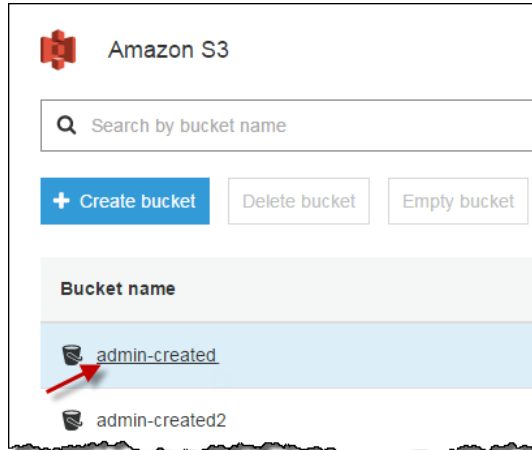 Amazon S3
Search by bucket name
Create bucket Delete bucket Empty bucket
Bucket name
admin-created
admin-created2